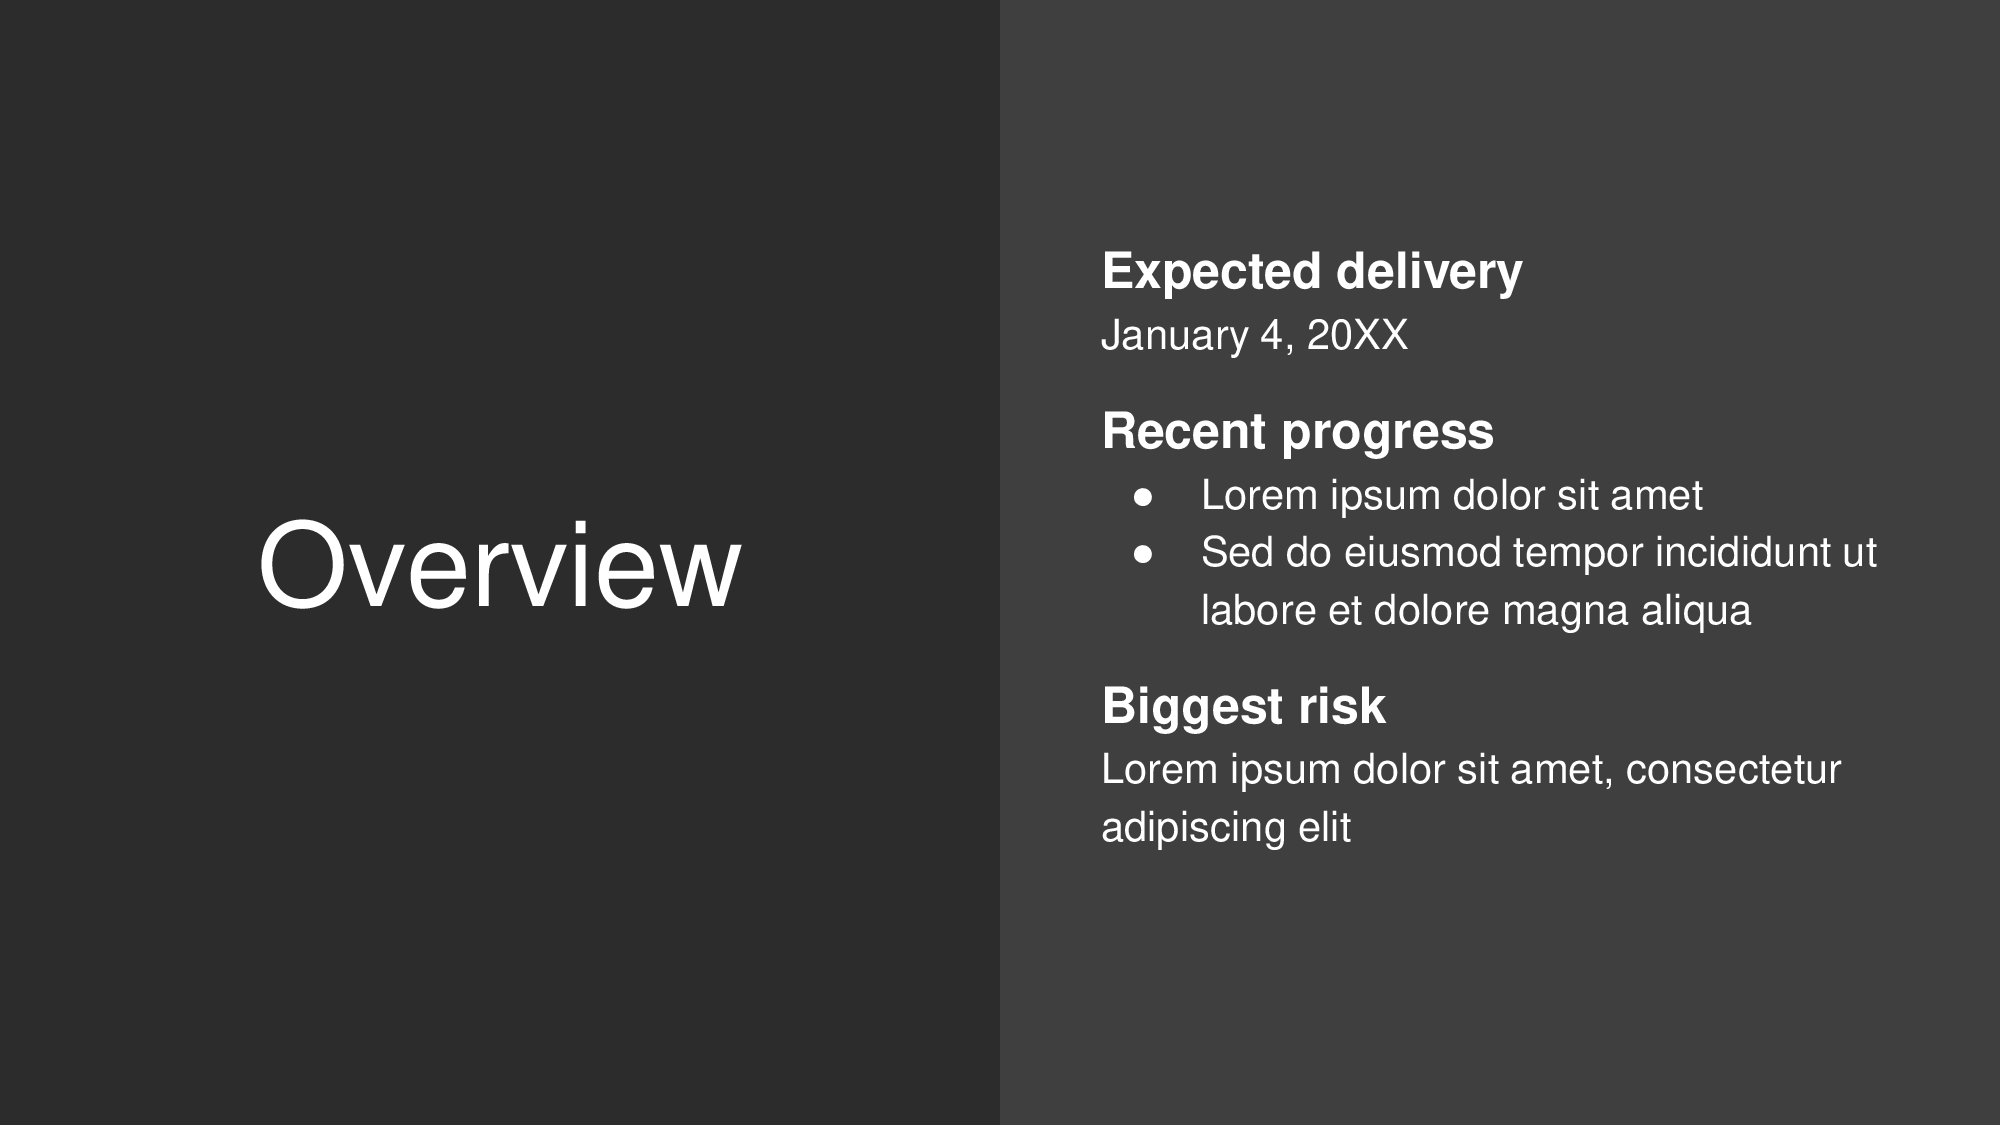 Overview
Expected delivery
January 4, 20XX
Recent progress
● Lorem ipsum dolor sit amet
● Sed do eiusmod tempor incididunt ut
labore et dolore magna aliqua
Biggest risk
Lorem ipsum dolor sit amet, consectetur
adipiscing elit